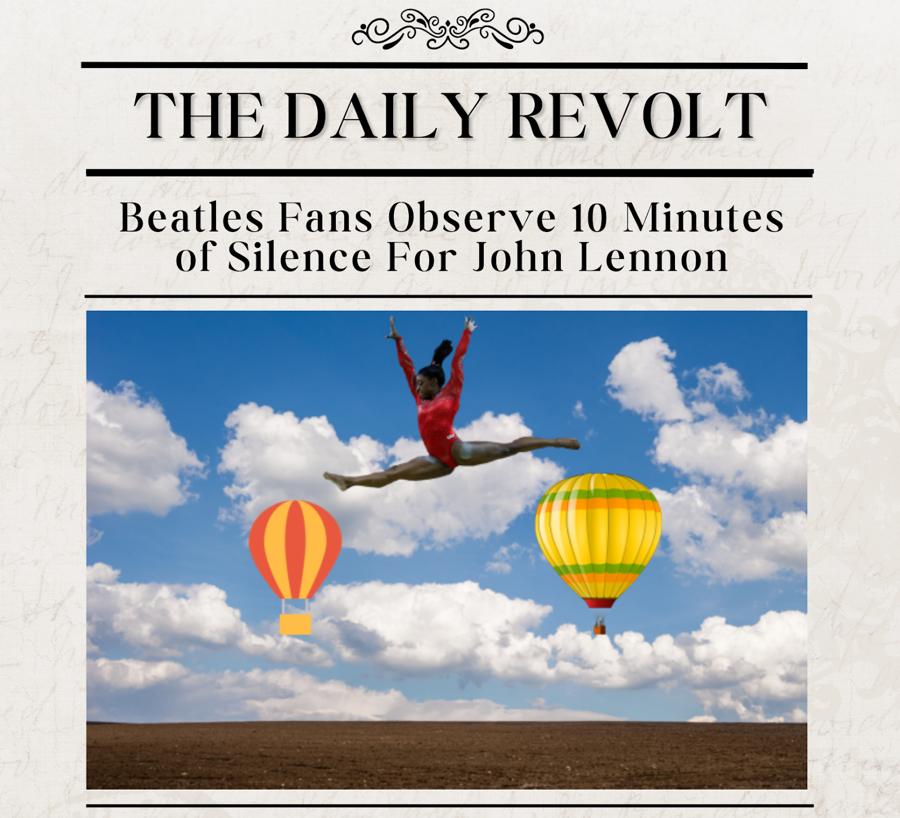 THE DAILY REVOLT
Beatles Fans Observe 10 Minutes
of Silence For John Lennon